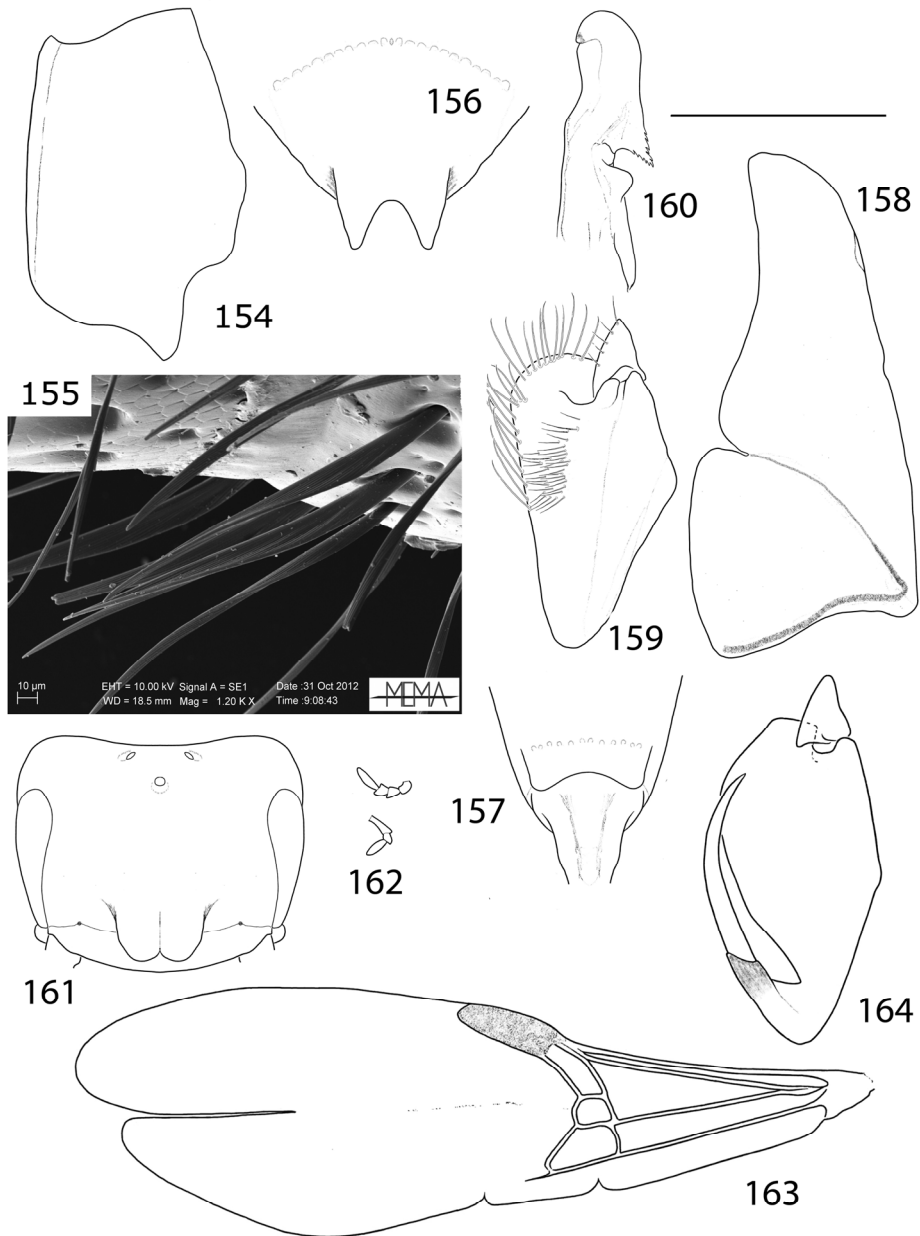 156
160
158
154
155
10 µm
EHT = 10.00 kV Signal A = SE1 Date :31 Oct 2012
WD = 18.5 mm Mag = 1.20 K X Time :9:08:43
MEMA
159
157
162
161
164
163